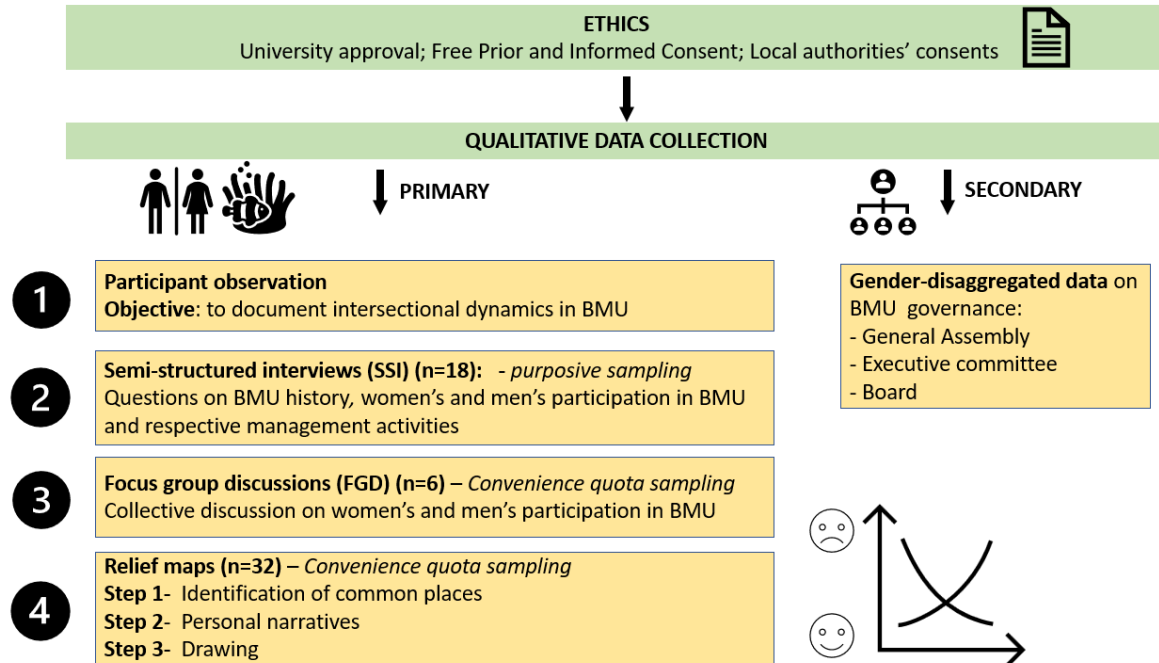 ETHICS
University approval; Free Prior and Informed Consent; Local authorities’ consents
QUALITATIVE DATA COLLECTION
PRIMARY
SECONDARY
1
Participant observation
Objective: to document intersectional dynamics in BMU
2
Semi-structured interviews (SSI) (n=18): - purposive sampling
Questions on BMU history, women’s and men’s participation in BMU
and respective management activities
3
Focus group discussions (FGD) (n=6) – Convenience quota sampling
Collective discussion on women’s and men’s participation in BMU
4
Relief maps (n=32) – Convenience quota sampling
Step 1- Identification of common places
Step 2- Personal narratives
Step 3- Drawing
Gender-disaggregated data on
BMU governance:
- General Assembly
- Executive committee
- Board